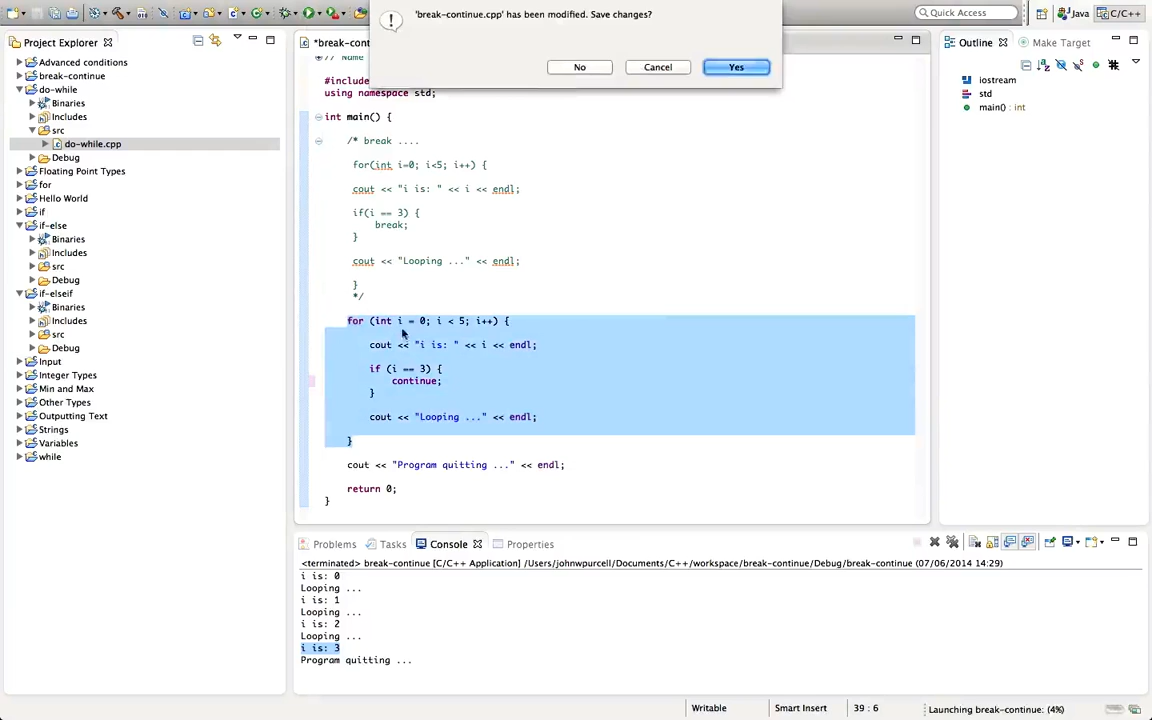 'break-continue.cpp' has been modified. Save changes?
No
Cancel
Yes
Quick Access
Java
C/C++
Project Explorer
Advanced conditions
break-continue
do-while
Binaries
Includes
src
do-while.cpp
Debug
Floating Point Types
for
Hello World
if
if-else
Binaries
Includes
src
Debug
if-elseif
Binaries
Includes
src
Debug
Input
Integer Types
Min and Max
Other Types
Outputting Text
Strings
Variables
while
*break-cont
// Name
#include
using namespace std;
int main() {
/* break ....
for(int i=0; i<5; i++) {
cout << "i is: " << i << endl;
if(i == 3) {
break;
}
cout << "Looping ..." << endl;
}
*/
for (int i = 0; i < 5; i++) {
cout << "i is: " << i << endl;
if (i == 3) {
continue;
}
cout << "Looping ..." << endl;
}
cout << "Program quitting ..." << endl;
return 0;
}
Outline
Make Target
iostream
std
main() : int
Problems
Tasks
Console
Properties
<terminated> break-continue [C/C++ Application] /Users/johnwpurcell/Documents/C++/workspace/break-continue/Debug/break-continue (07/06/2014 14:29)
i is: 0
Looping ...
i is: 1
Looping ...
i is: 2
Looping ...
i is: 3
Program quitting ...
Writable
Smart Insert
39 : 6
Launching break-continue: (4%)